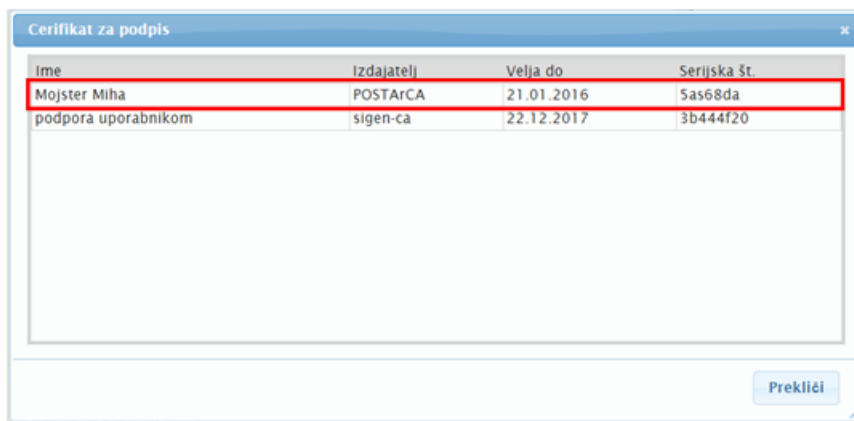 Cerifikat za podpis
Ime Izdajatelj Velja do Serijska št.
Mojster Miha POSTArCA 21.01.2016 5as68da
podpora uporabnikom sigen-ca 22.12.2017 3b444f20
Prekliči